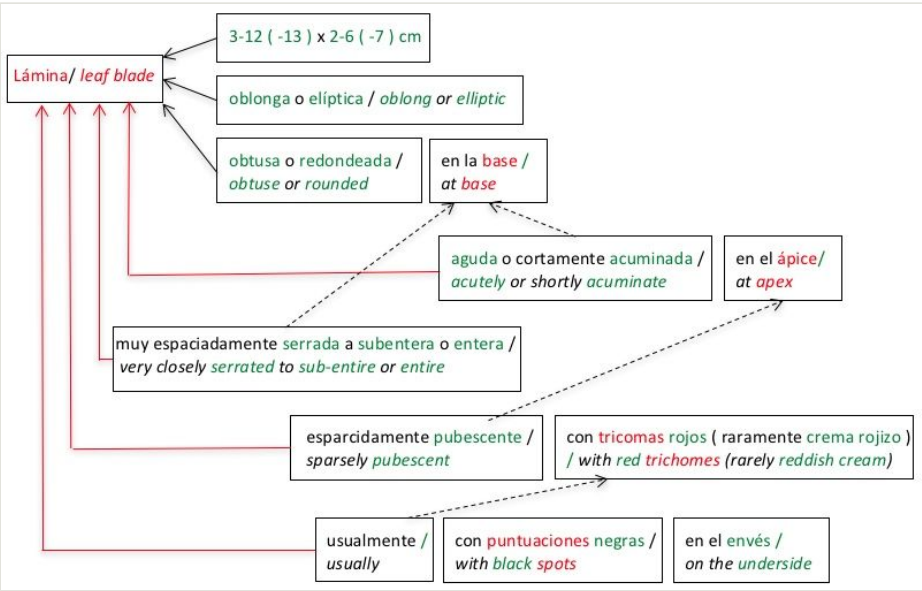 3-12 ( -13 ) x 2-6 ( -7 ) cm
Lámina/ leaf blade
oblonga o elíptica / oblong or elliptic
obtusa o redondeada /
obtuse or rounded
en la base /
at base
aguda o cortamente acuminada /
acutely or shortly acuminate
en el ápice/
at apex
muy espaciadamente serrada a subentera o entera /
very closely serrated to sub-entire or entire
esparcidamente pubescente /
sparsely pubescent
con tricomas rojos ( raramente crema rojizo )
/ with red trichomes (rarely reddish cream)
usualmente /
usually
con puntuaciones negras /
with black spots
en el envés /
on the underside